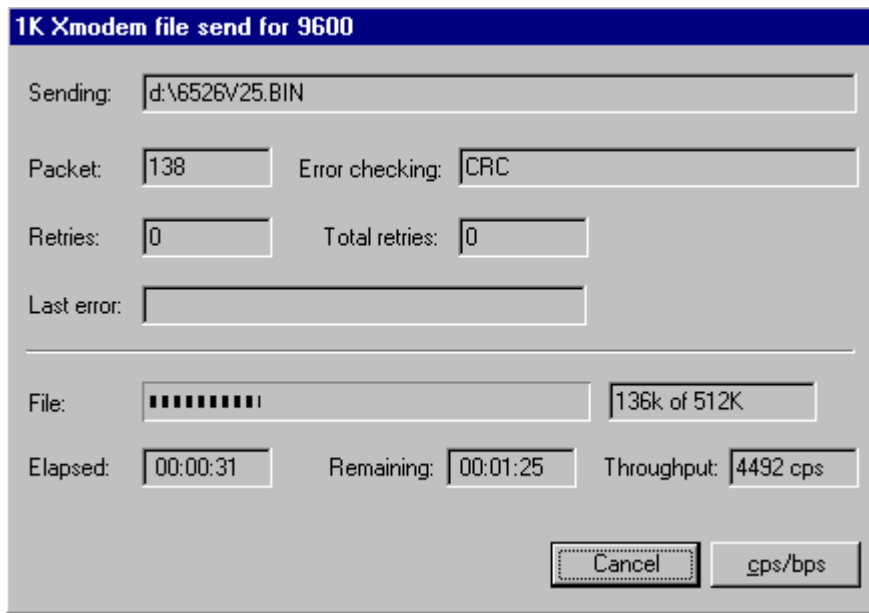 1K Xmodem file send for 9600
Sending: d:\6526V25.BIN
Packet: 138 Error checking: CRC
Retries: 0 Total retries: 0
Last error:
File: 136k of 512K
Elapsed: 00:00:31 Remaining: 00:01:25 Throughput: 4492 cps
Cancel cps/bps